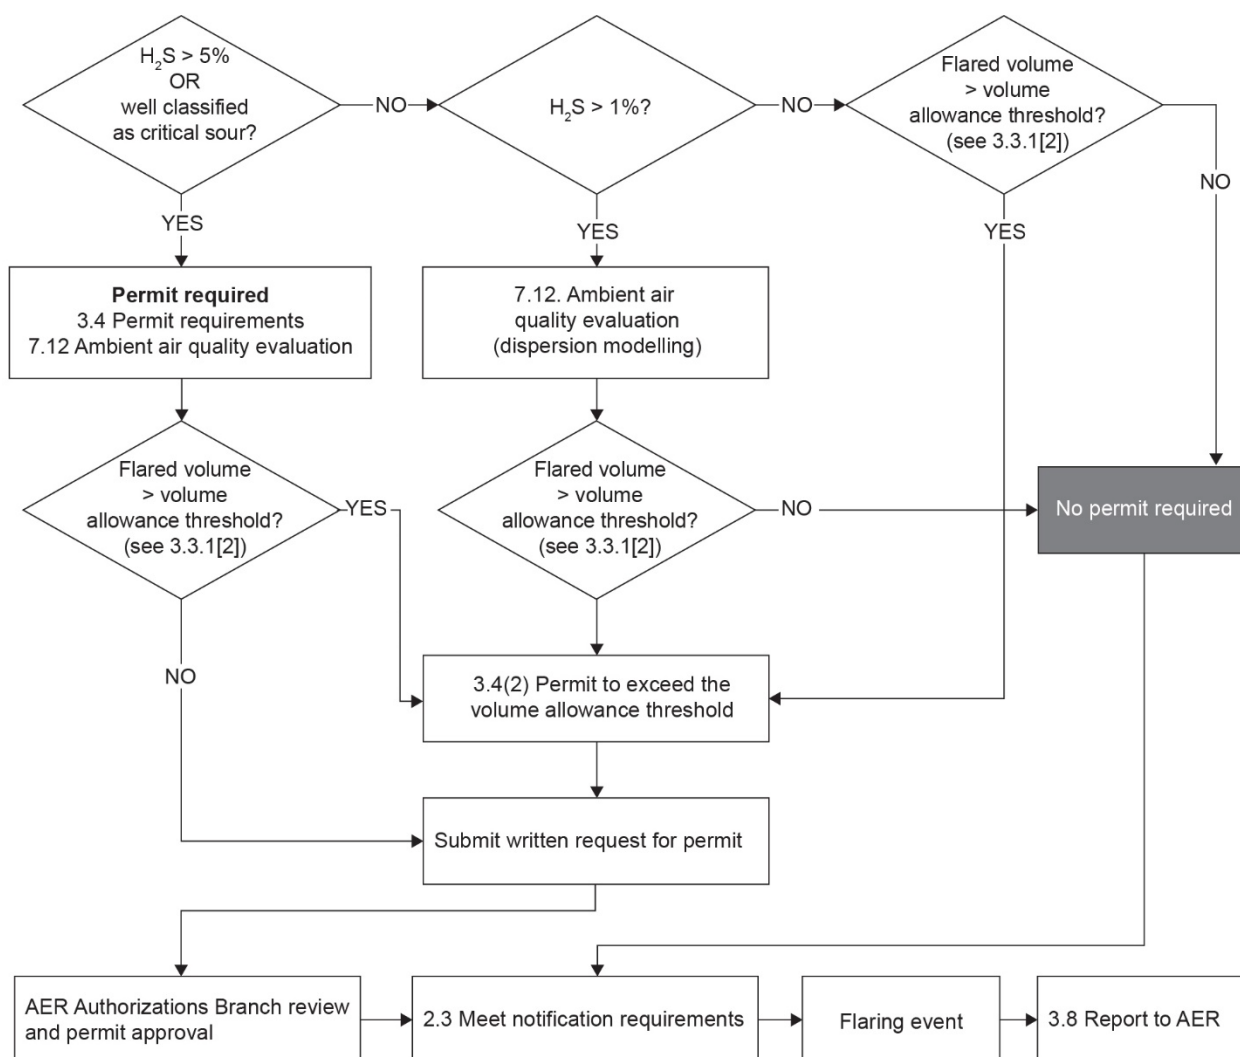 H₂S > 5%
OR
well classified
as critical sour?
NO
H₂S > 1%?
NO
Flared volume
> volume
allowance threshold?
(see 3.3.1[2])
NO
YES
YES
YES
Permit required
3.4 Permit requirements
7.12 Ambient air quality evaluation
7.12. Ambient air
quality evaluation
(dispersion modelling)
Flared volume
> volume
allowance threshold?
(see 3.3.1[2])
YES
Flared volume
> volume
allowance threshold?
(see 3.3.1[2])
NO
No permit required
NO
3.4(2) Permit to exceed the
volume allowance threshold
Submit written request for permit
AER Authorizations Branch review
and permit approval
2.3 Meet notification requirements
Flaring event
3.8 Report to AER